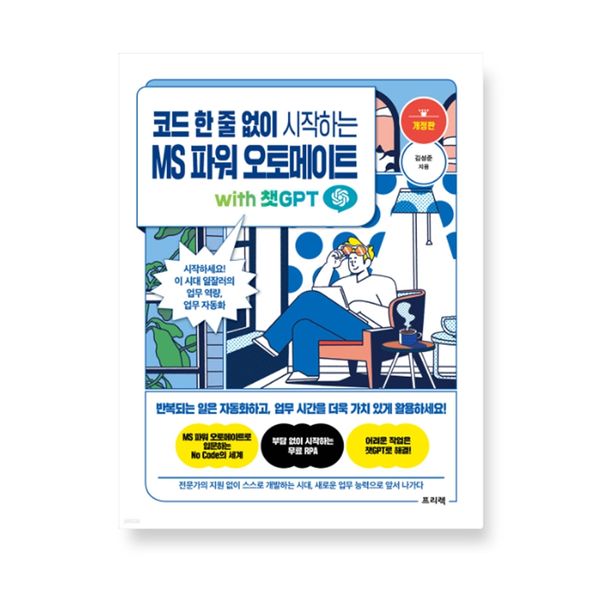 코드 한 줄 없이 시작하는
MS 파워 오토메이트
with 챗GPT
개정판
김성준
지음
시작하세요!
이 시대 일잘러의
업무 역량,
업무 자동화
반복되는 일은 자동화하고, 업무 시간을 더욱 가치 있게 활용하세요!
MS 파워 오토메이트로
입문하는
No Code의 세계
부담 없이 시작하는
무료 RPA
어려운 작업은
챗GPT로 해결!
전문가의 지원 없이 스스로 개발하는 시대, 새로운 업무 능력으로 앞서 나가다
프리렉